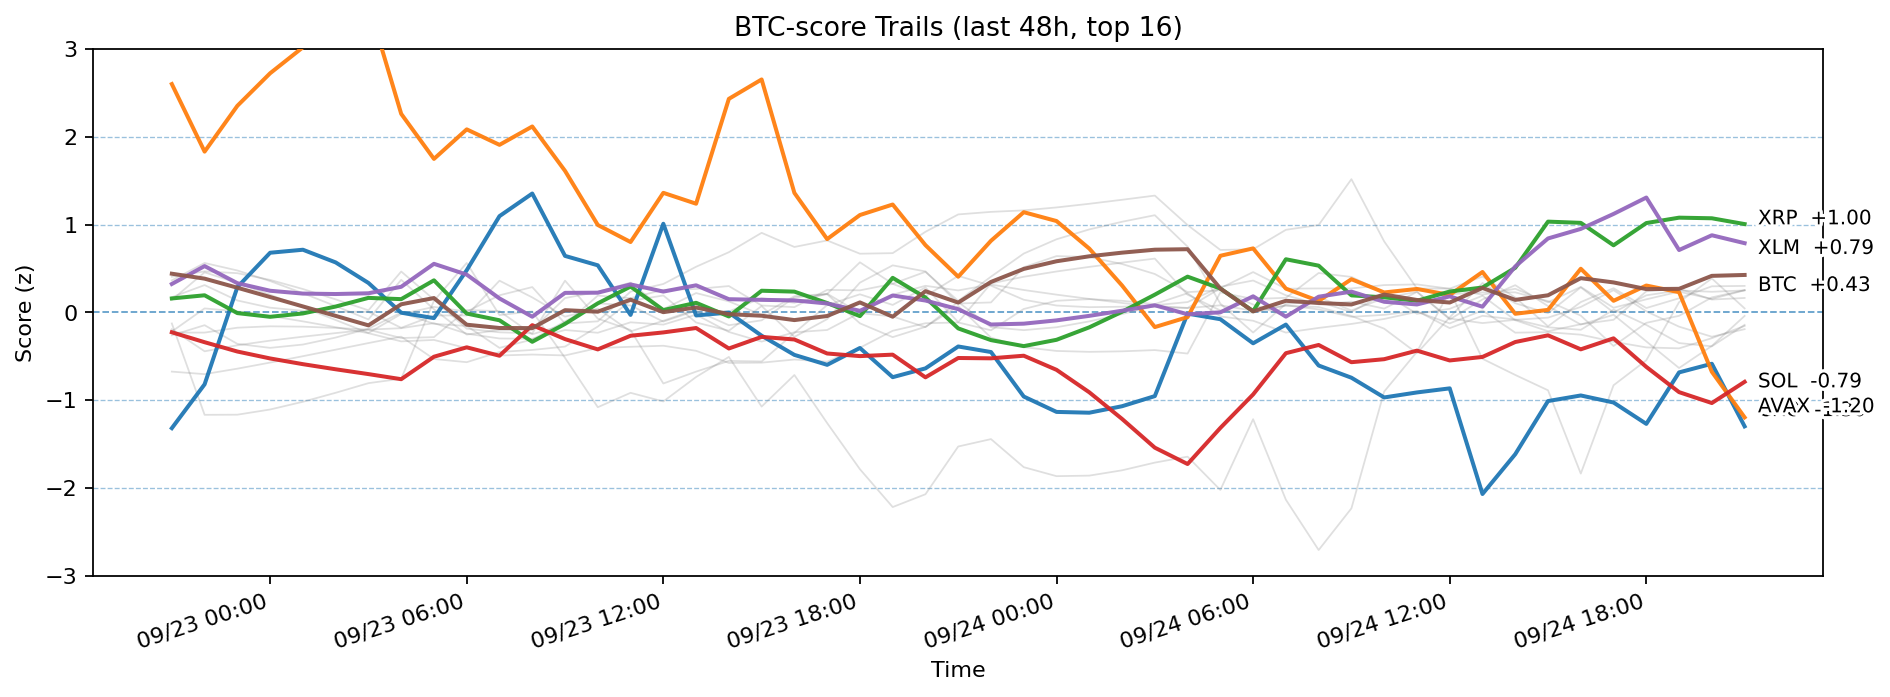 BTC-score Trails (last 48h, top 16)
Score (z)
3
2
1
0
−1
−2
−3
XRP +1.00
XLM +0.79
BTC +0.43
SOL -0.79
AVAX -1.20
09/23 00:00
09/23 06:00
09/23 12:00
09/23 18:00
09/24 00:00
09/24 06:00
09/24 12:00
09/24 18:00
Time